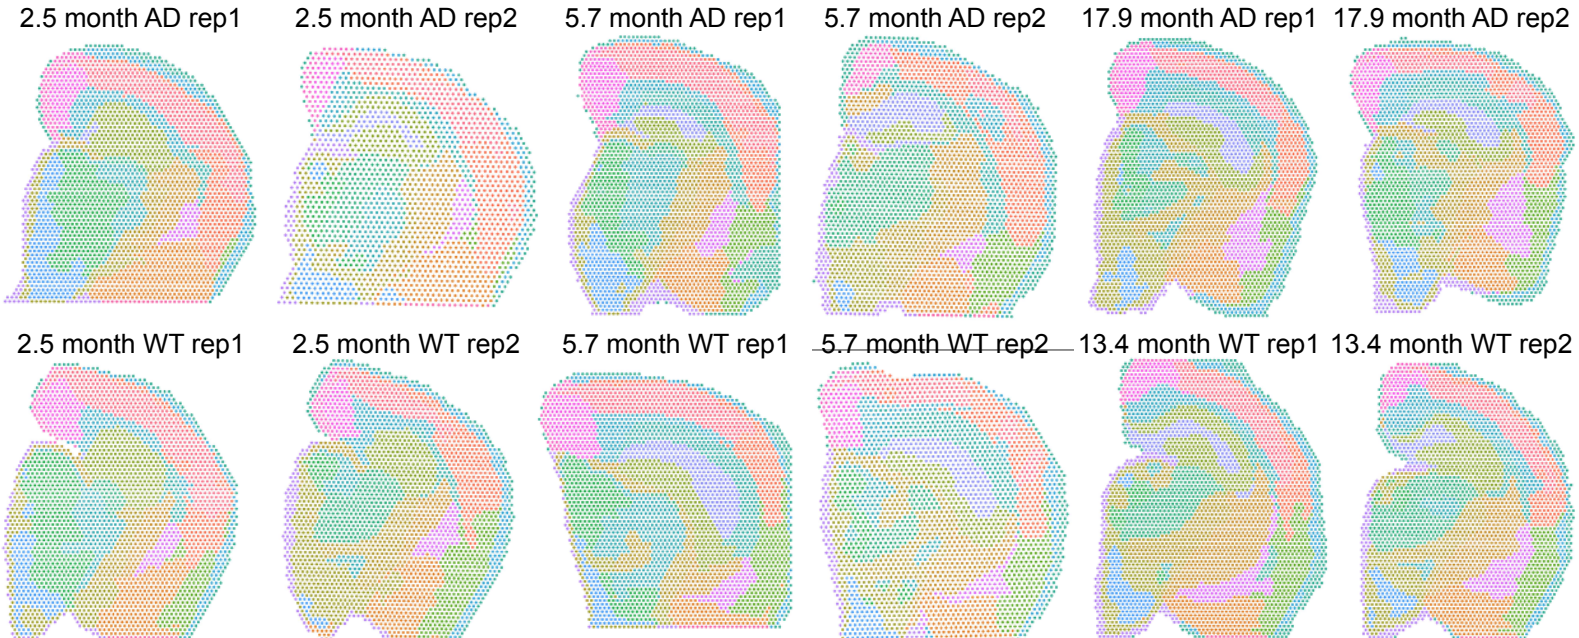 2.5 month AD rep1
2.5 month AD rep2
5.7 month AD rep1
5.7 month AD rep2
17.9 month AD rep1
17.9 month AD rep2
2.5 month WT rep1
2.5 month WT rep2
5.7 month WT rep1
5.7 month WT rep2
13.4 month WT rep1
13.4 month WT rep2